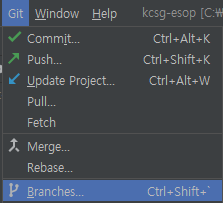 Git Window Help kcsg-esop [C:₩
Commit... Ctrl+Alt+K
Push... Ctrl+Shift+K
Update Project... Ctrl+Alt+W
Pull...
Fetch
Merge...
Rebase...
Branches... Ctrl+Shift+`